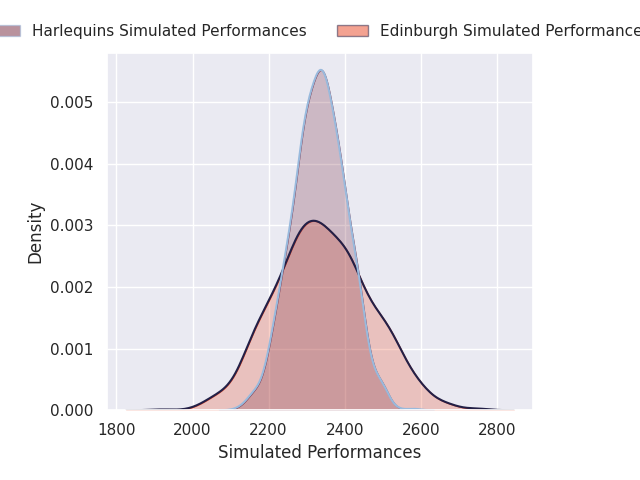 Harlequins Simulated Performances Edinburgh Simulated Performance
0.005
0.004
0.003
0.002
0.001
0.000
Density
1800 2000 2200 2400 2600 2800
Simulated Performances